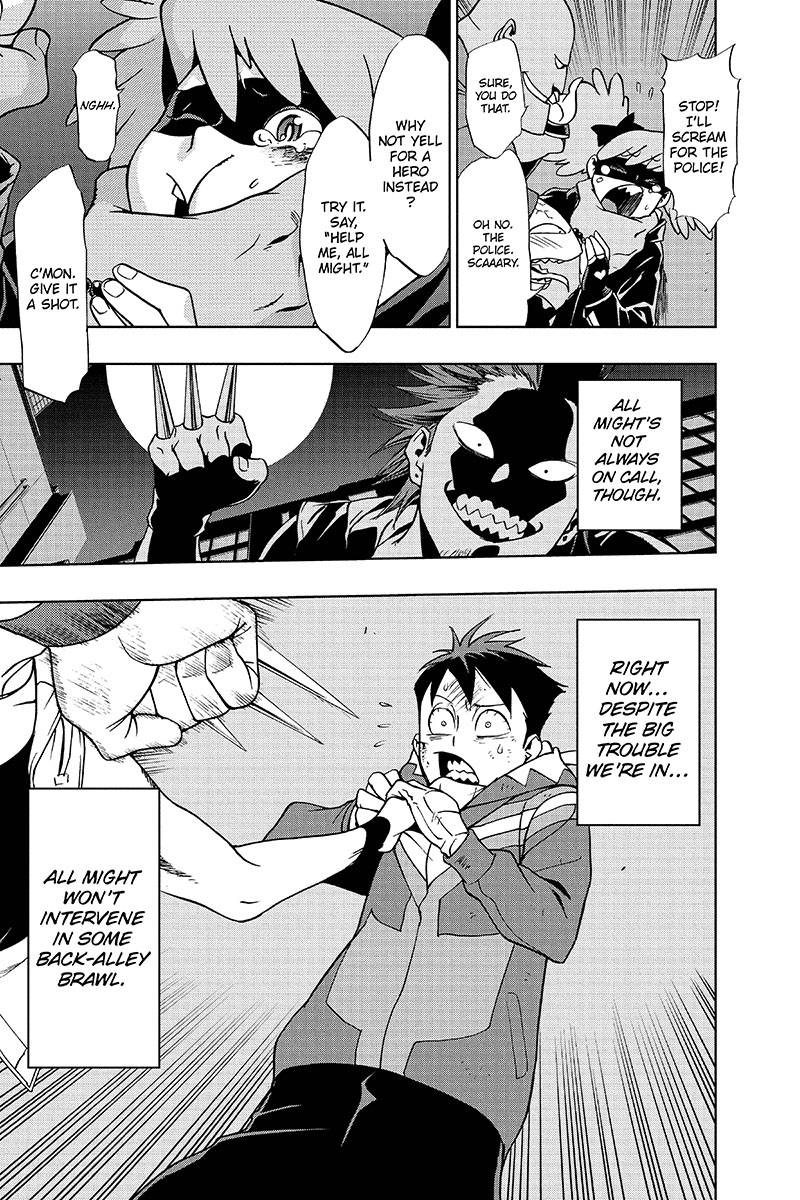 STOP!
I'LL
SCREAM
FOR THE
POLICE!
SURE,
YOU DO
THAT.
OH NO.
THE
POLICE.
SCAAARY.
WHY
NOT YELL
FOR A
HERO
INSTEAD
?
TRY IT.
SAY,
"HELP
ME, ALL
MIGHT."
NGHH.
C'MON.
GIVE IT
A SHOT.
ALL
MIGHT'S
NOT
ALWAYS
ON CALL,
THOUGH.
RIGHT
NOW...
DESPITE
THE BIG
TROUBLE
WE'RE IN...
ALL MIGHT
WON'T
INTERVENE
IN SOME
BACK-ALLEY
BRAWL.